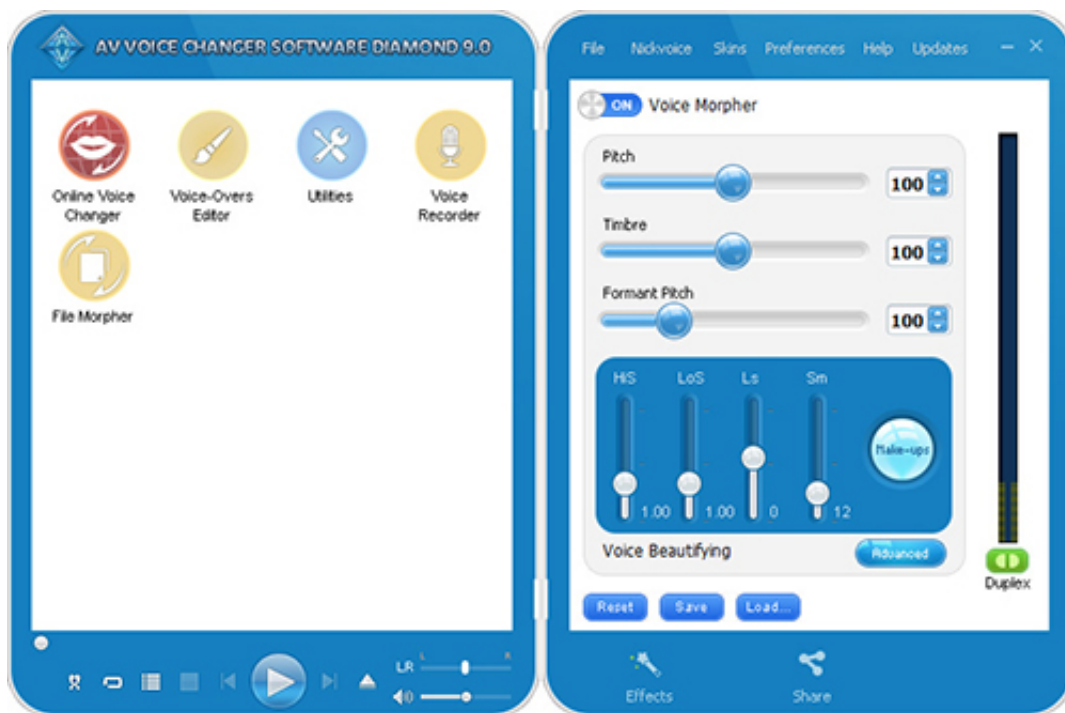 AV VOICE CHANGER SOFTWARE DIAMOND 9.0
Online Voice
Changer
Voice-Overs
Editor
Utilities
Voice
Recorder
File Morpher
LR
L
R
File Nickvoice Skins Preferences Help Updates
ON Voice Morpher
Pitch
100
Timbre
100
Formant Pitch
100
HiS LoS Ls Sm
Make-ups
1.00 1.00 0 12
Voice Beautifying
Advanced
Duplex
Reset Save Load...
Effects Share